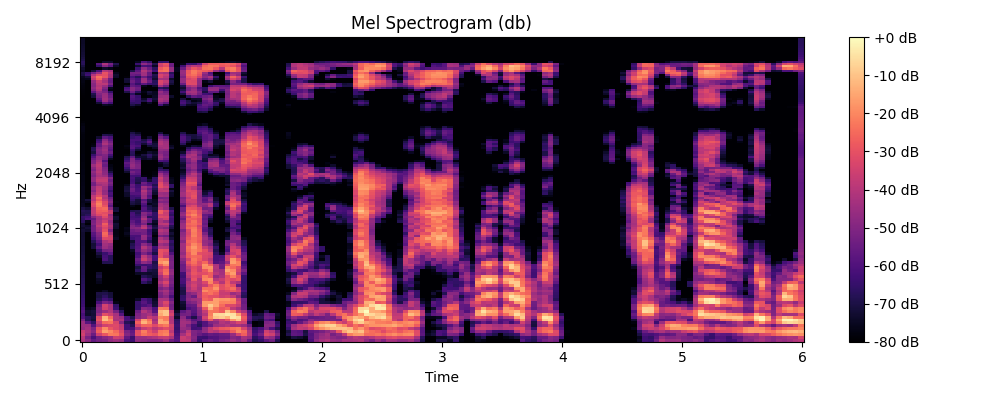 Mel Spectrogram (db)
8192
4096
2048
1024
512
0
Hz
0 1 2 3 4 5 6
Time
+0 dB
-10 dB
-20 dB
-30 dB
-40 dB
-50 dB
-60 dB
-70 dB
-80 dB